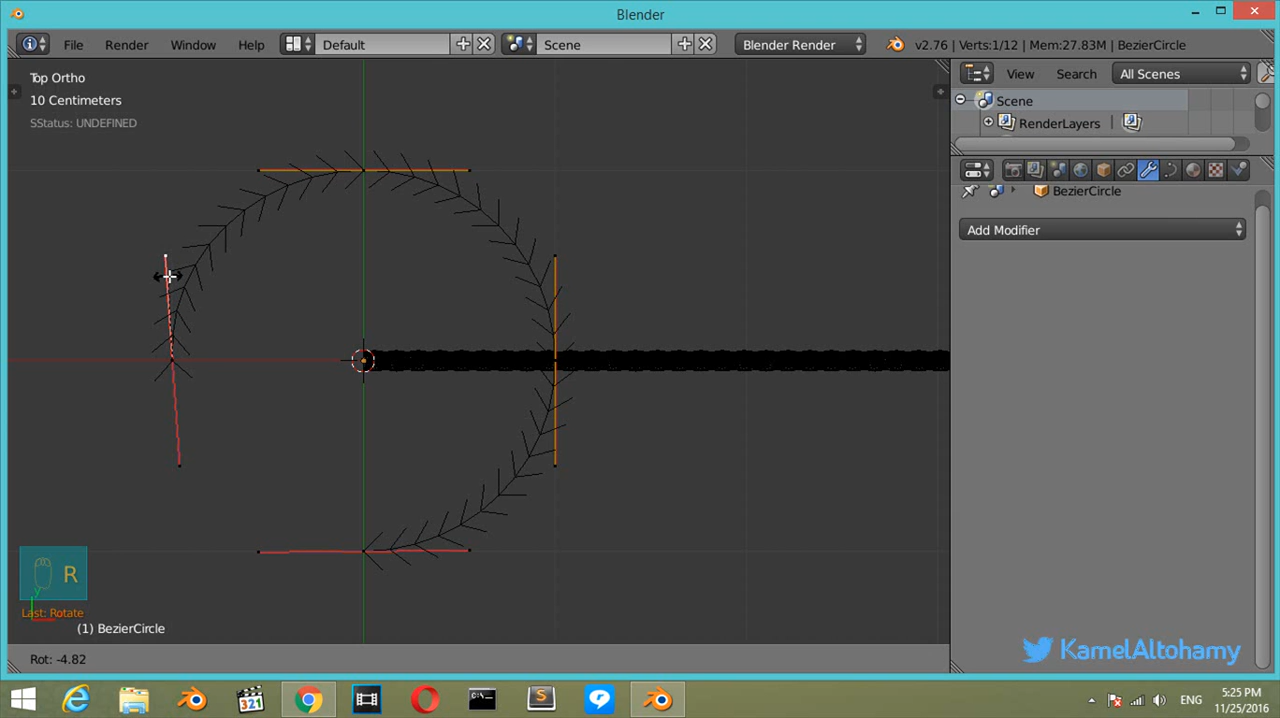 Blender
File Render Window Help Default Scene Blender Render v2.76 | Verts:1/12 | Mem:27.83M | BezierCircle
Top Ortho
10 Centimeters
SStatus: UNDEFINED
View Search All Scenes
Scene
RenderLayers
BezierCircle
Add Modifier
R
y
Last: Rotate
(1) BezierCircle
Rot: -4.82
KamelAltohamy
321
C:\_
S
ENG
5:25 PM
11/25/2016